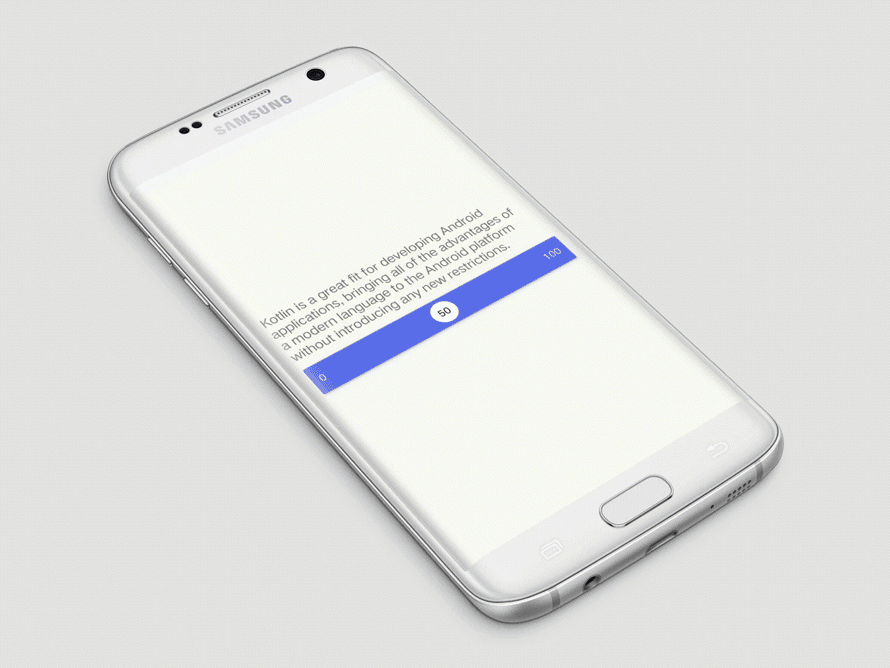 SAMSUNG
Kotlin is a great fit for developing Android
applications, bringing all of the advantages of
a modern language to the Android platform
without introducing any new restrictions.
0
50
100